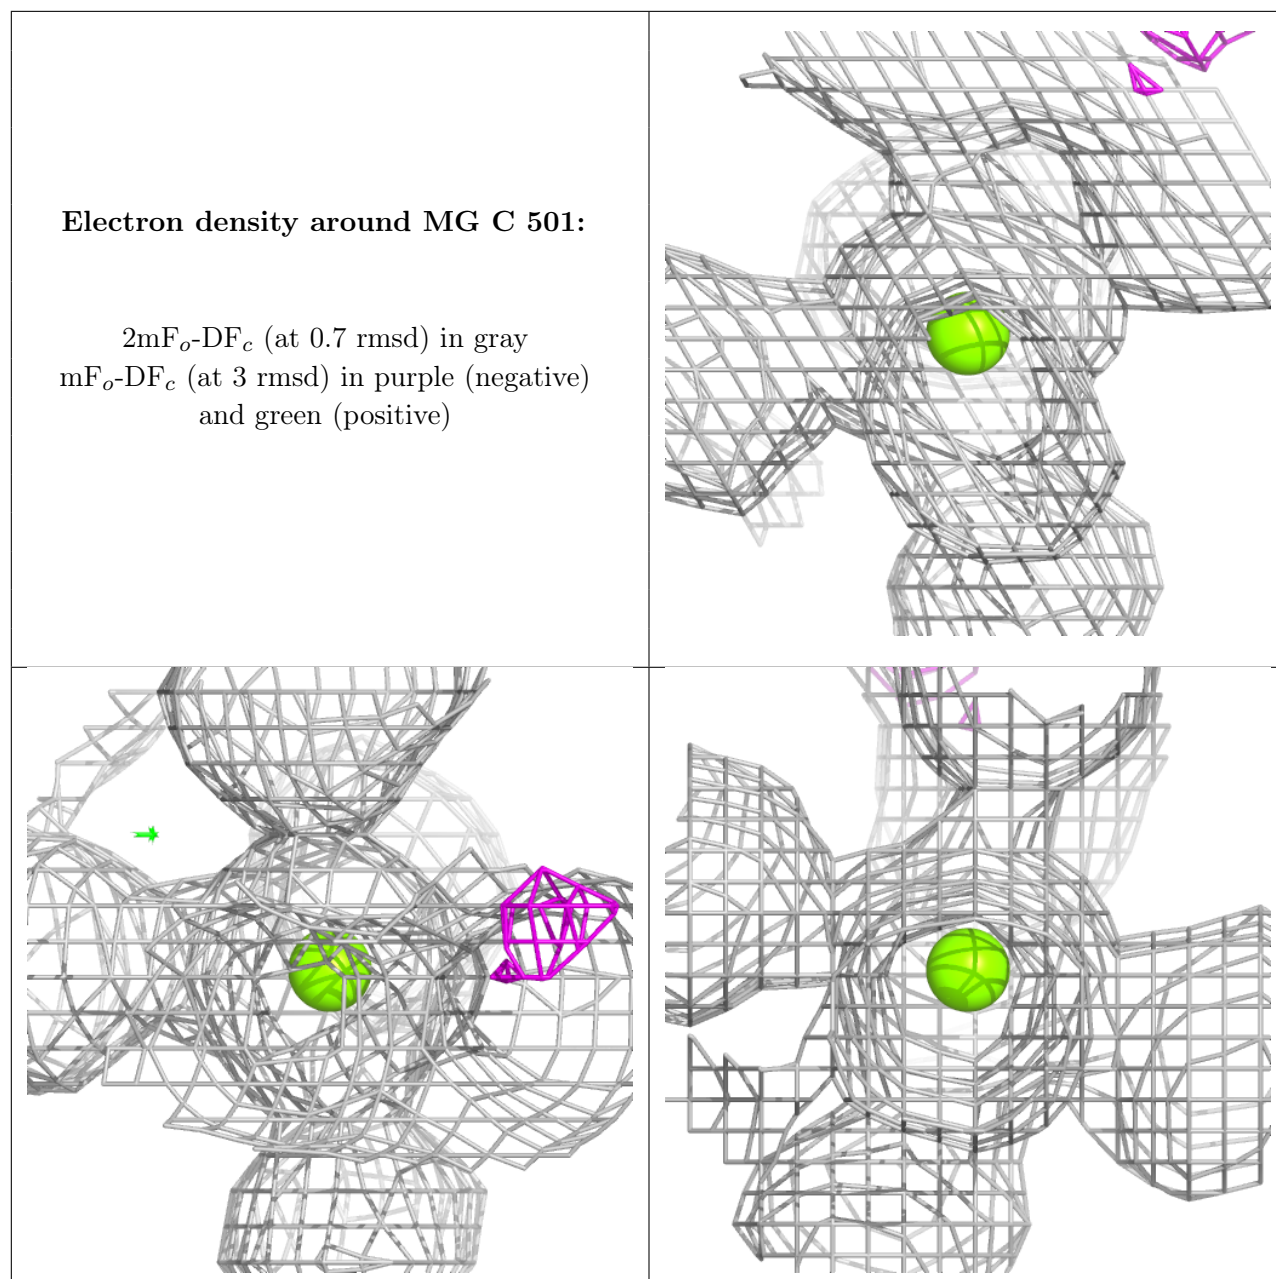 Electron density around MG C 501:
2mFo-DFc (at 0.7 rmsd) in gray
mFo-DFc (at 3 rmsd) in purple (negative)
and green (positive)